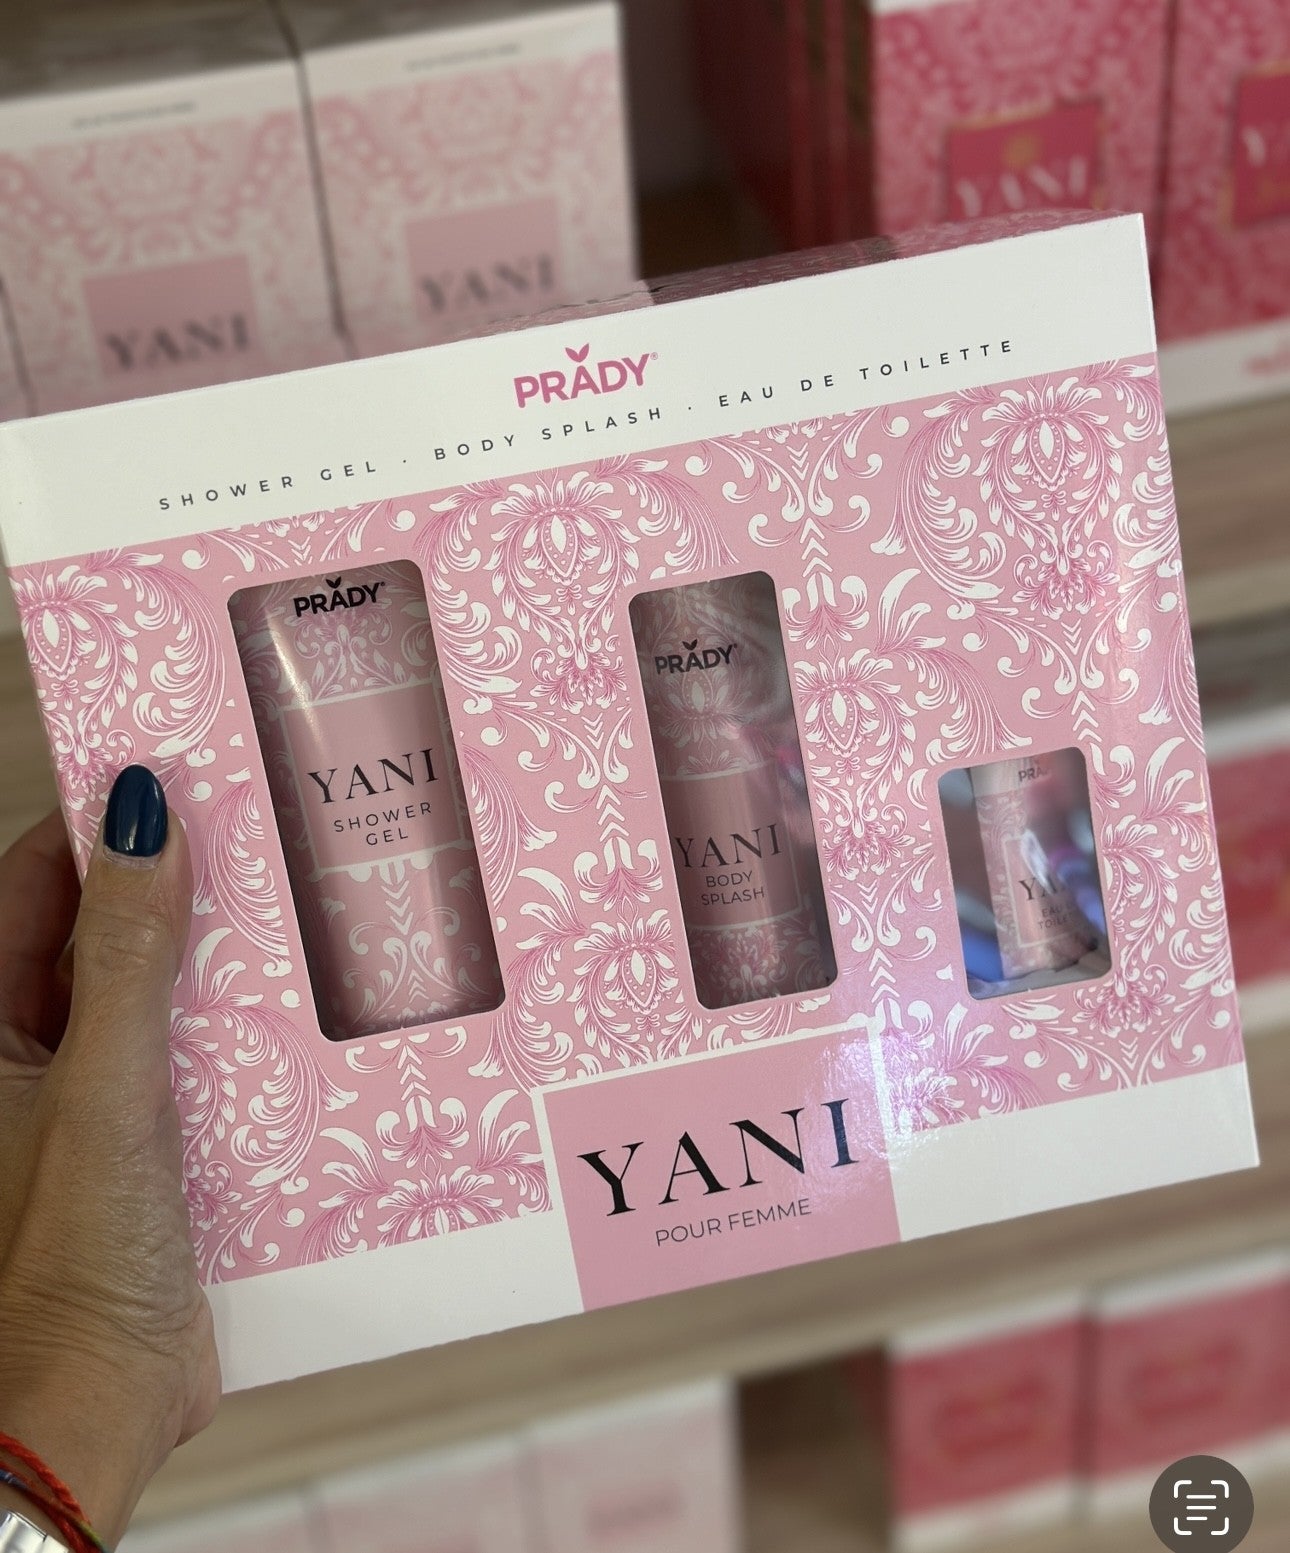 YANI
YANI
YANI
PRADY®
SHOWER GEL · BODY SPLASH · EAU DE TOILETTE
PRADY®
YANI
SHOWER
GEL
PRADY®
YANI
BODY
SPLASH
YANI
POUR FEMME